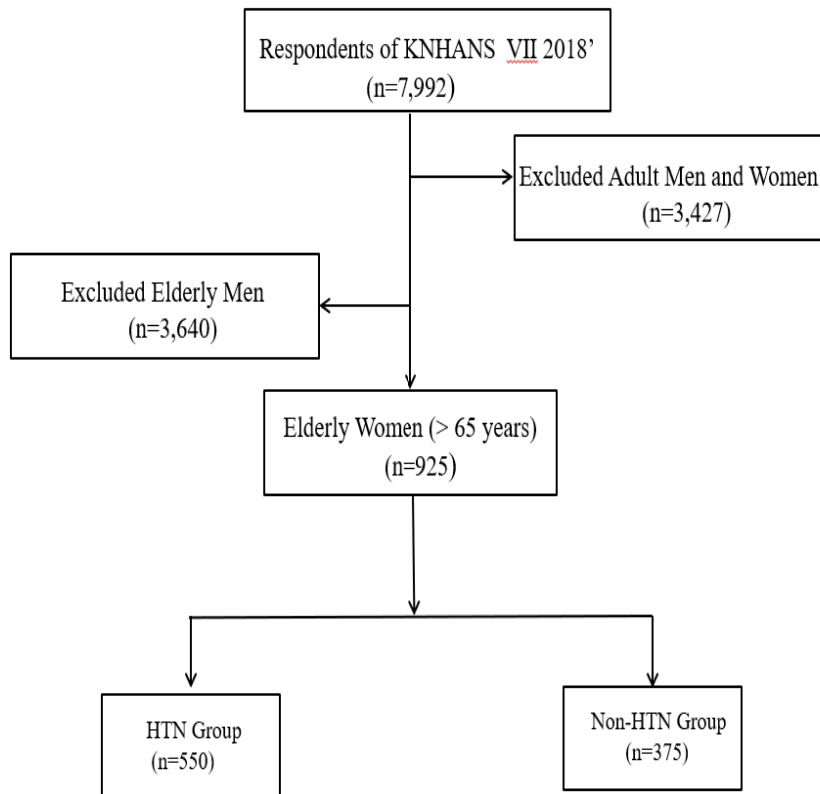 Respondents of KNHANS VII 2018’
(n=7,992)
Excluded Adult Men and Women
(n=3,427)
Excluded Elderly Men
(n=3,640)
Elderly Women (> 65 years)
(n=925)
HTN Group
(n=550)
Non-HTN Group
(n=375)